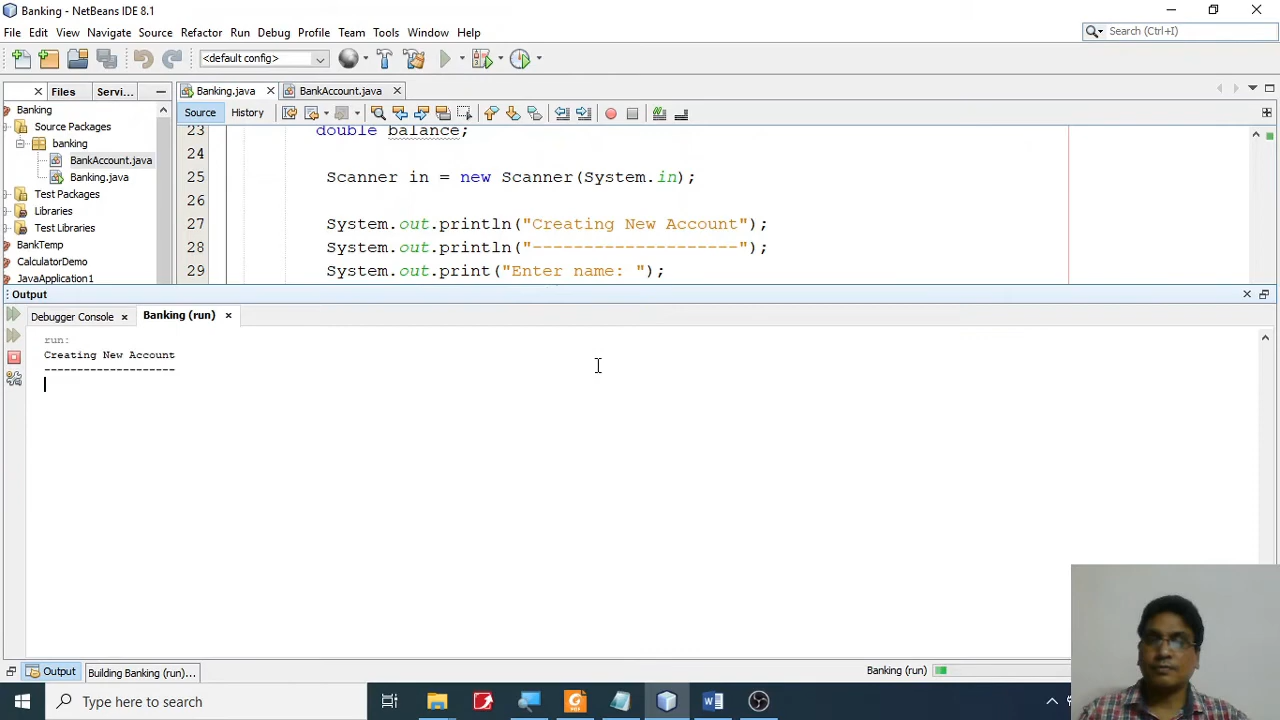 Banking - NetBeans IDE 8.1
File Edit View Navigate Source Refactor Run Debug Profile Team Tools Window Help
Search (Ctrl+I)
<default config>
Files Servi...
Banking.java BankAccount.java
Source History
Banking
Source Packages
banking
BankAccount.java
Banking.java
Test Packages
Libraries
Test Libraries
BankTemp
CalculatorDemo
JavaApplication1
23 double balance;
24
25 Scanner in = new Scanner(System.in);
26
27 System.out.println("Creating New Account");
28 System.out.println("--------------------");
29 System.out.print("Enter name: ");
Output
Debugger Console Banking (run)
run:
Creating New Account
--------------------
Output Building Banking (run)... Banking (run)
Type here to search